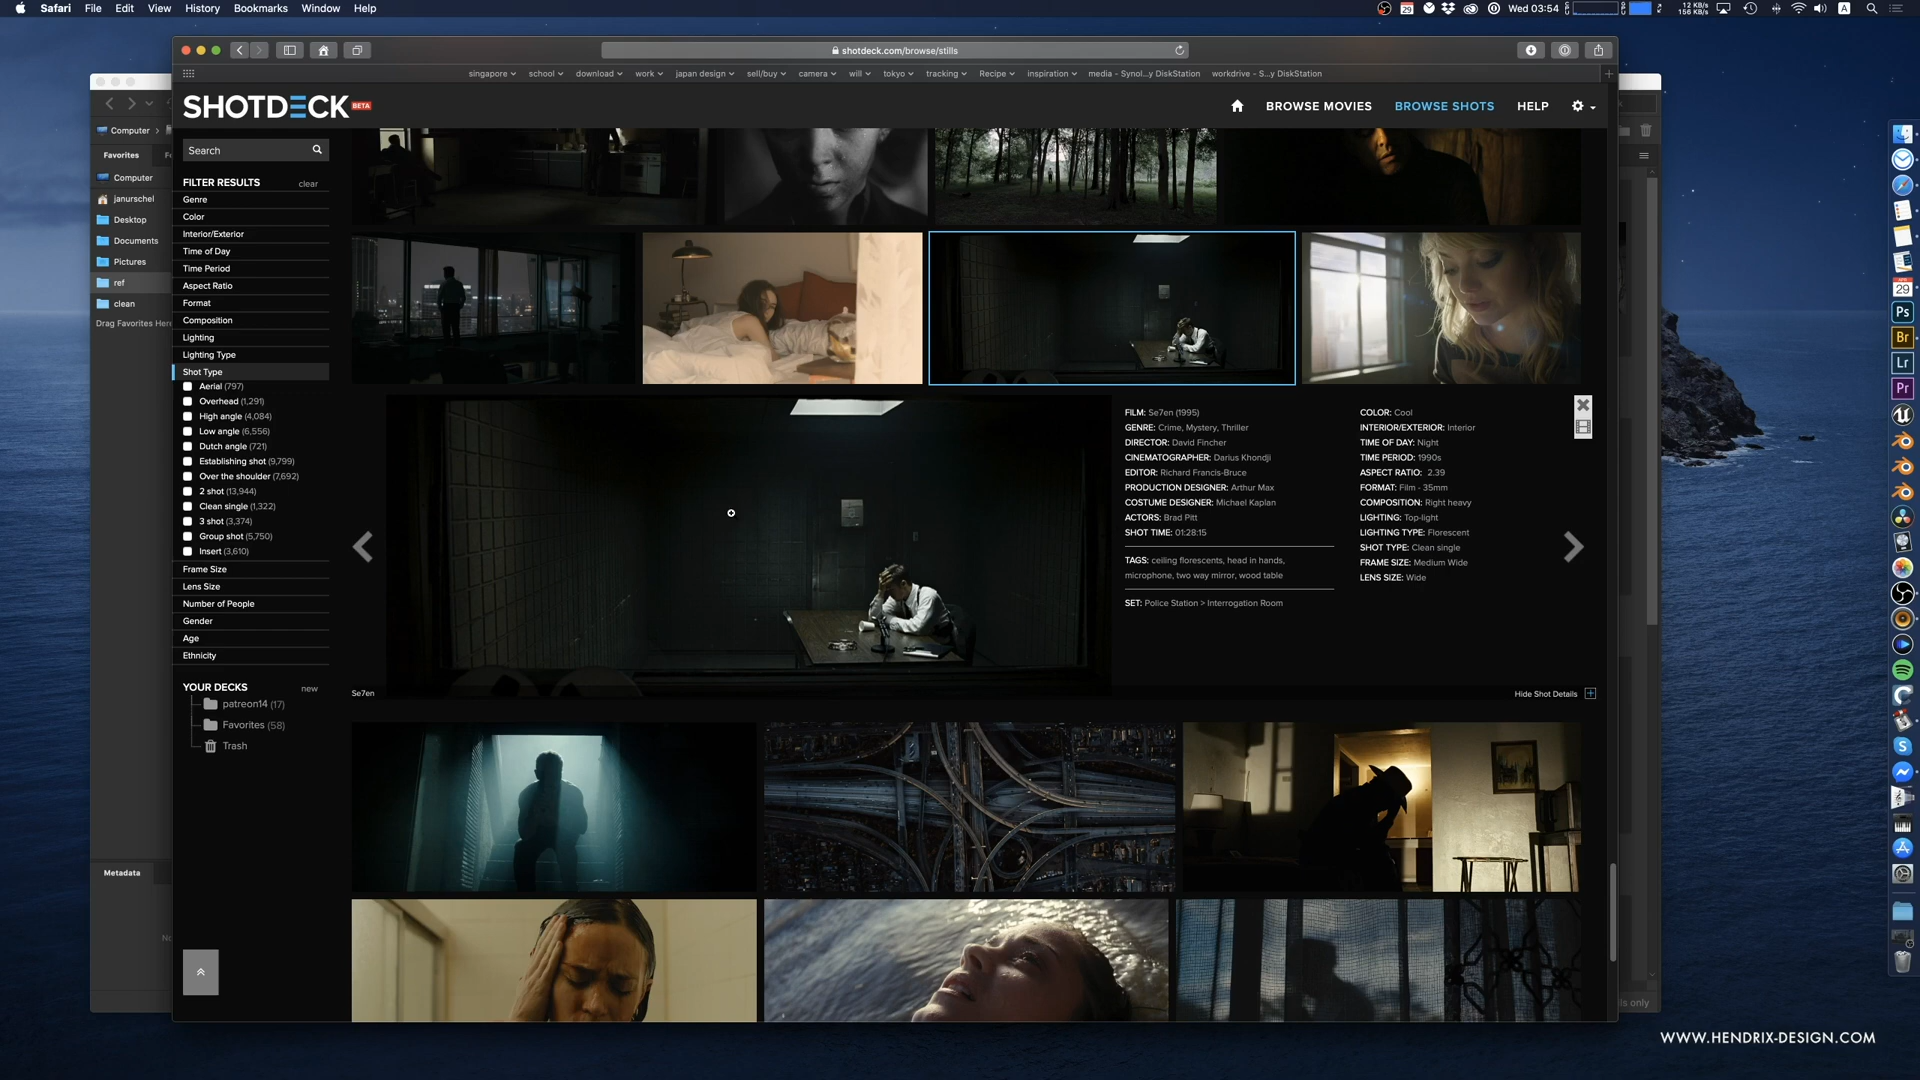 Safari File Edit View History Bookmarks Window Help
29
Wed 03:54
12 KB/s
156 KB/s
A
shotdeck.com/browse/stills
singapore school download work japan design sell/buy camera will tokyo tracking Recipe inspiration media - Synol...y DiskStation workdrive - S...y DiskStation
SHOTDECK BETA
BROWSE MOVIES BROWSE SHOTS HELP
Computer
Favorites
Computer
janurschel
Desktop
Documents
Pictures
ref
clean
Drag Favorites Here
Metadata
Search
FILTER RESULTS clear
Genre
Color
Interior/Exterior
Time of Day
Time Period
Aspect Ratio
Format
Composition
Lighting
Lighting Type
Shot Type
Aerial (797)
Overhead (1,291)
High angle (4,084)
Low angle (6,556)
Dutch angle (721)
Establishing shot (9,799)
Over the shoulder (7,692)
2 shot (13,944)
Clean single (1,322)
3 shot (3,374)
Group shot (5,750)
Insert (3,610)
Frame Size
Lens Size
Number of People
Gender
Age
Ethnicity
YOUR DECKS new
patreon14 (17)
Favorites (58)
Trash
FILM: Se7en (1995)
GENRE: Crime, Mystery, Thriller
DIRECTOR: David Fincher
CINEMATOGRAPHER: Darius Khondji
EDITOR: Richard Francis-Bruce
PRODUCTION DESIGNER: Arthur Max
COSTUME DESIGNER: Michael Kaplan
ACTORS: Brad Pitt
SHOT TIME: 01:28:15
TAGS: ceiling florescents, head in hands,
microphone, two way mirror, wood table
SET: Police Station > Interrogation Room
COLOR: Cool
INTERIOR/EXTERIOR: Interior
TIME OF DAY: Night
TIME PERIOD: 1990s
ASPECT RATIO: 2.39
FORMAT: Film - 35mm
COMPOSITION: Right heavy
LIGHTING: Top-light
LIGHTING TYPE: Florescent
SHOT TYPE: Clean single
FRAME SIZE: Medium Wide
LENS SIZE: Wide
Se7en
Hide Shot Details
29
Ps
Br
Lr
Pr
only
WWW.HENDRIX-DESIGN.COM